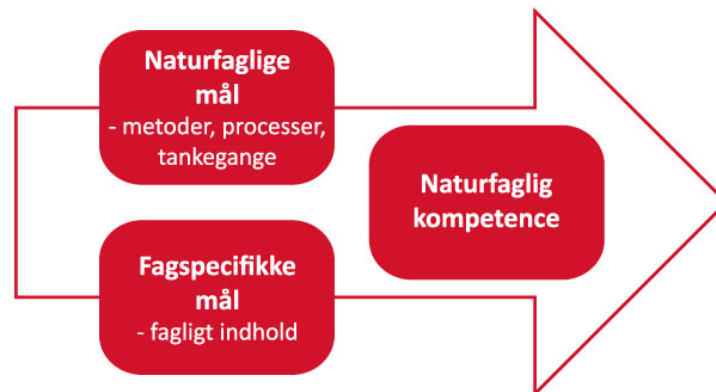 Naturfaglige
mål
- metoder, processer,
tankegange
Naturfaglig
kompetence
Fagspecifikke
mål
- fagligt indhold